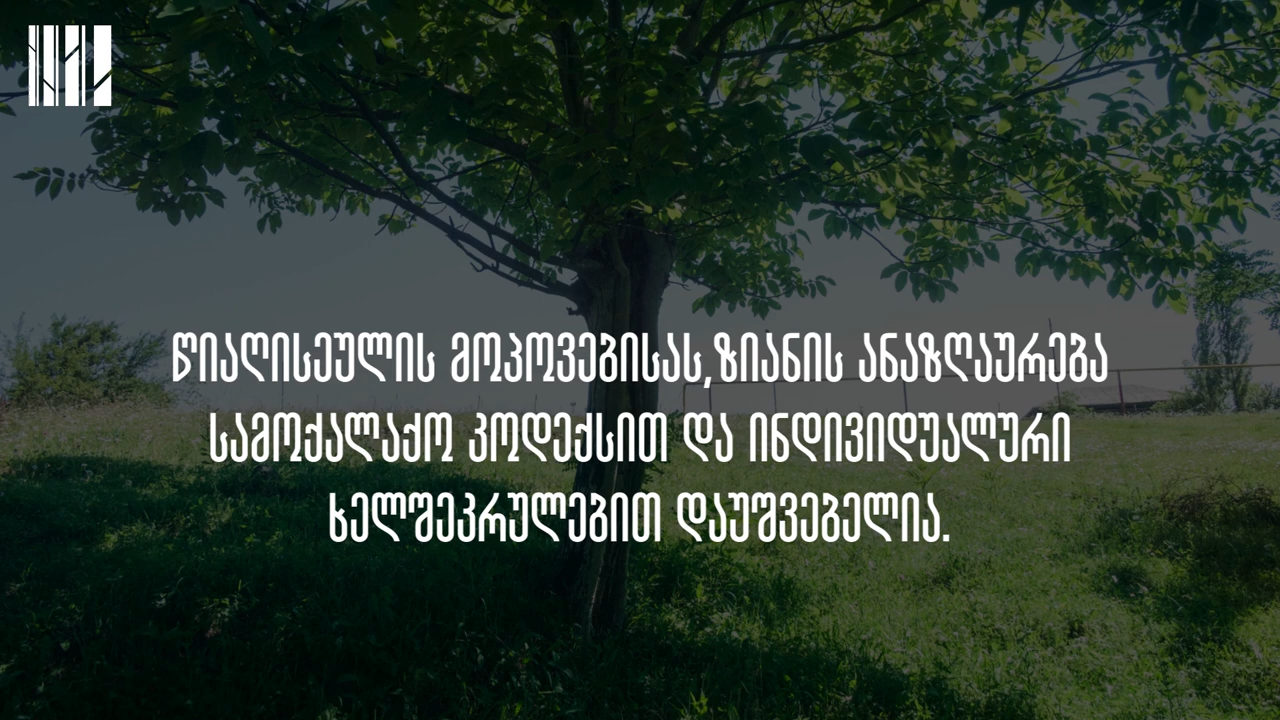 წიაღისეულის მოპოვებისას,ზიანის ანაზღაურება
სამოქალაქო კოდექსით და ინდივიდუალური
ხელშეკრულებით დაუშვებელია.